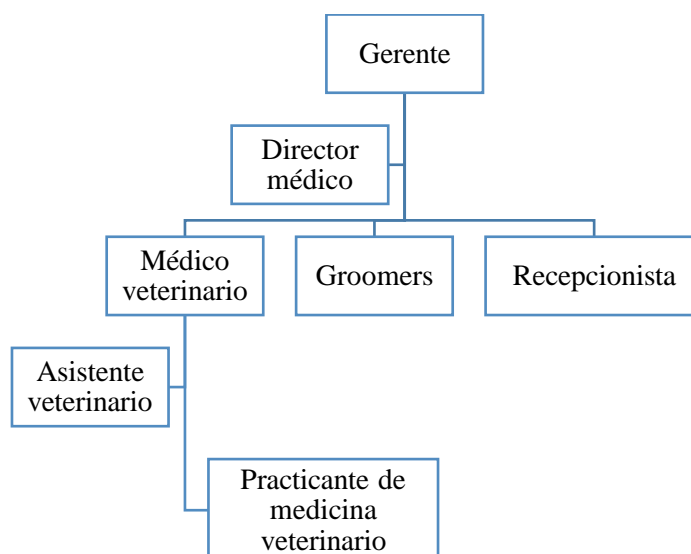 Gerente
Director
médico
Médico
veterinario
Groomers
Recepcionista
Asistente
veterinario
Practicante de
medicina
veterinario